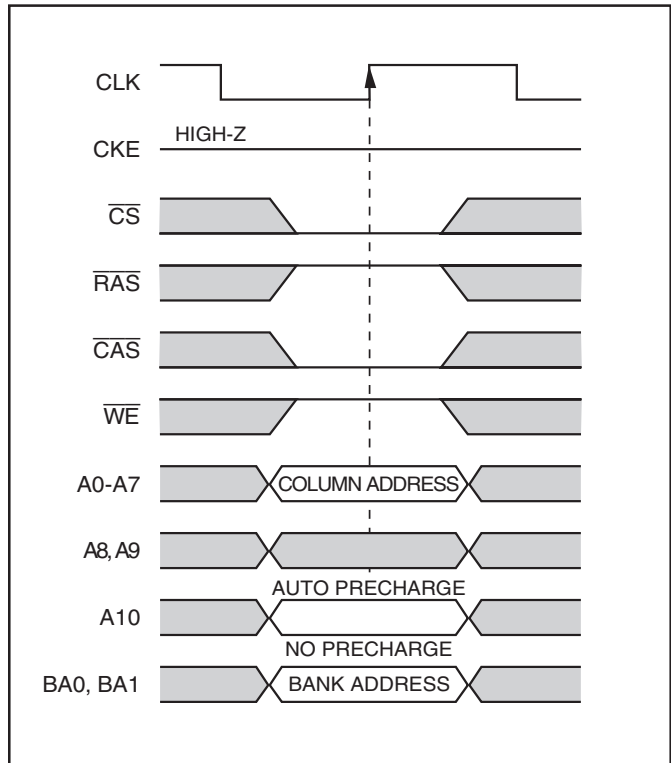 CLK
HIGH-Z
CKE
CS
RAS
CAS
WE
A0-A7 COLUMN ADDRESS
A8, A9
AUTO PRECHARGE
A10
NO PRECHARGE
BA0, BA1 BANK ADDRESS